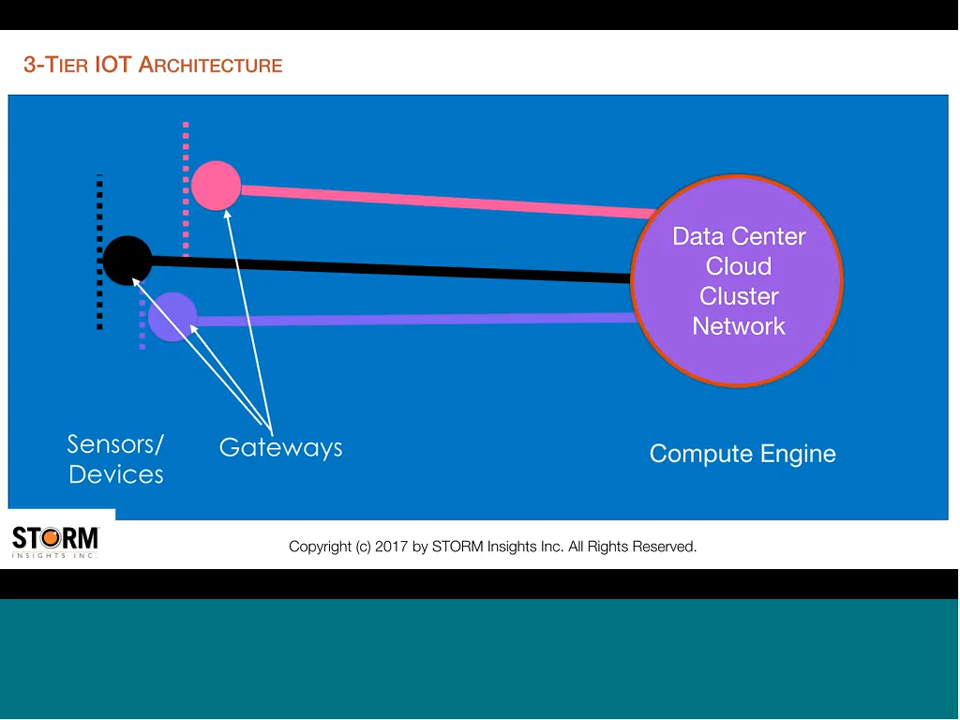 3-TIER IOT ARCHITECTURE
Data Center
Cloud
Cluster
Network
Sensors/
Devices
Gateways
Compute Engine
STORM
INSIGHTS INC.
Copyright (c) 2017 by STORM Insights Inc. All Rights Reserved.